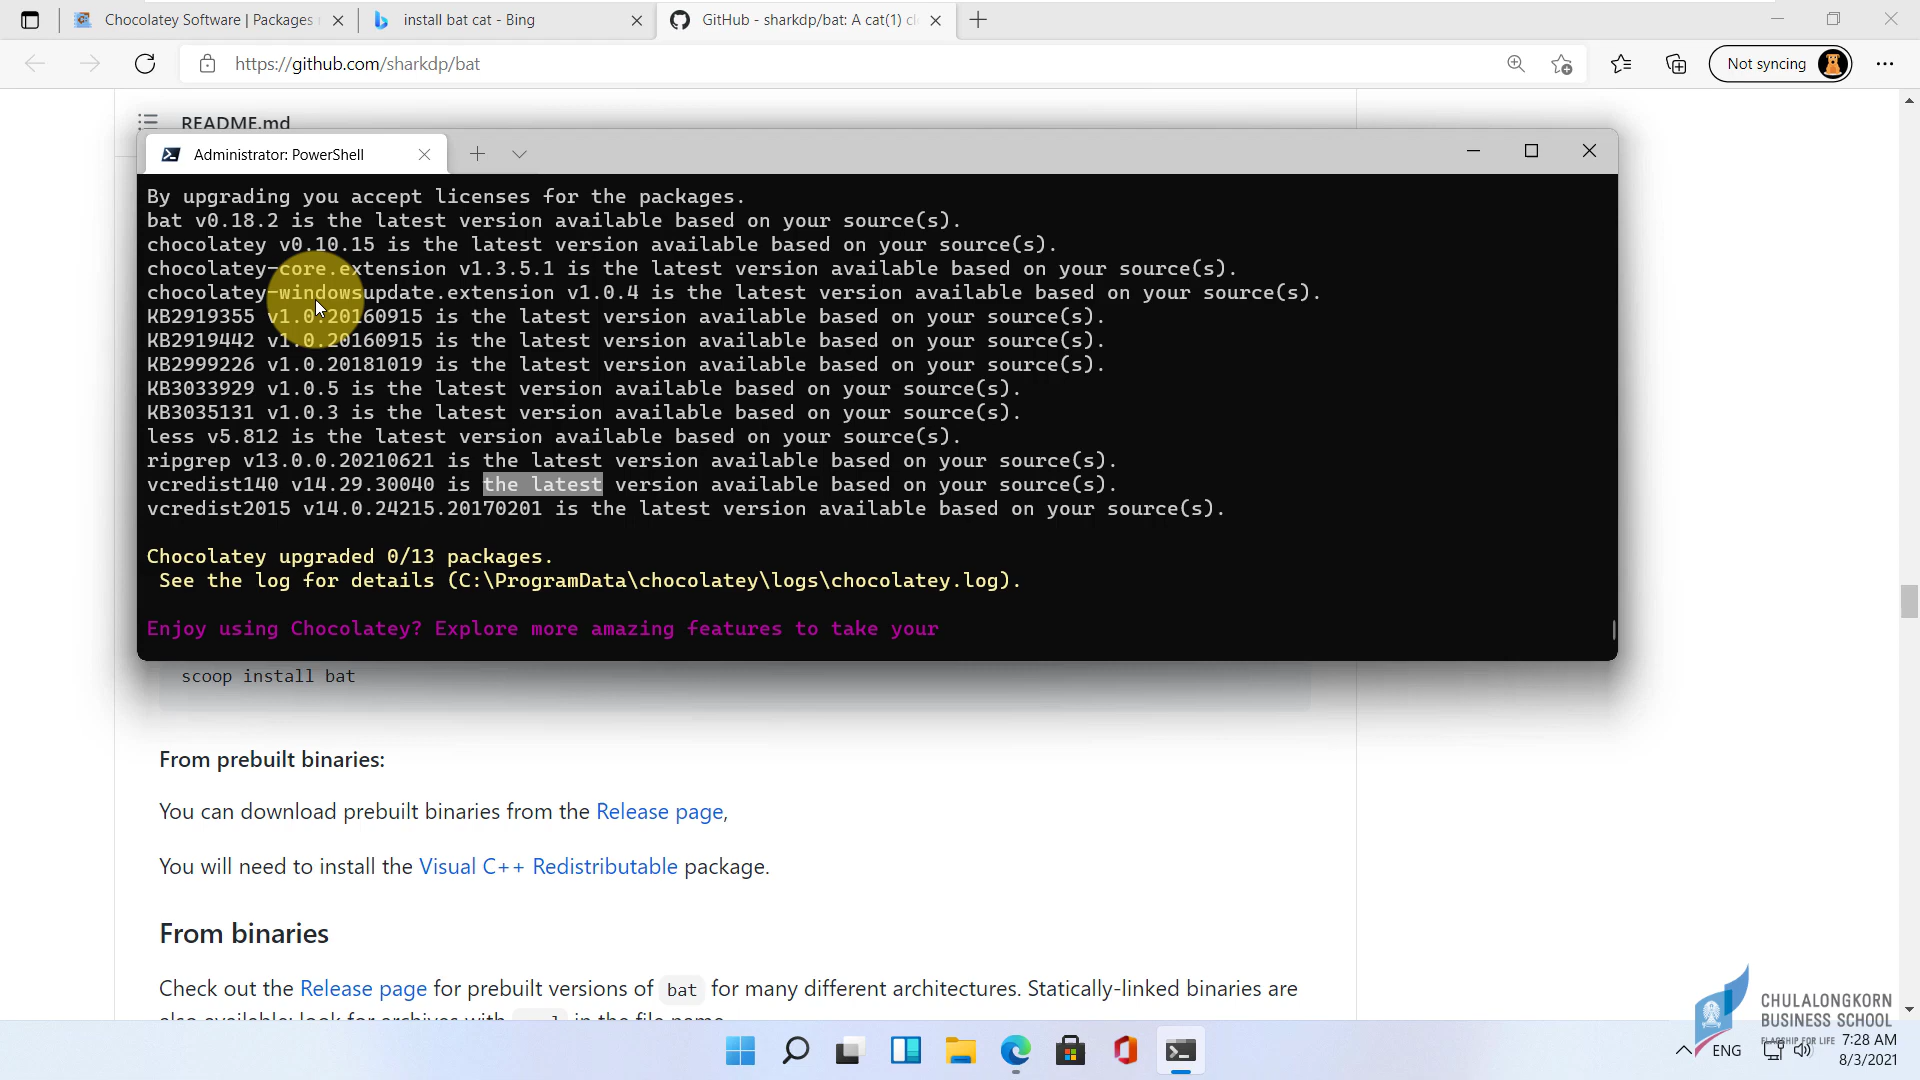 Chocolatey Software | Packages
install bat cat - Bing
GitHub - sharkdp/bat: A cat(1) cl
https://github.com/sharkdp/bat
Not syncing
README.md
Administrator: PowerShell
By upgrading you accept licenses for the packages.
bat v0.18.2 is the latest version available based on your source(s).
chocolatey v0.10.15 is the latest version available based on your source(s).
chocolatey-core.extension v1.3.5.1 is the latest version available based on your source(s).
chocolatey-windowsupdate.extension v1.0.4 is the latest version available based on your source(s).
KB2919355 v1.0.20160915 is the latest version available based on your source(s).
KB2919442 v1.0.20160915 is the latest version available based on your source(s).
KB2999226 v1.0.20181019 is the latest version available based on your source(s).
KB3033929 v1.0.5 is the latest version available based on your source(s).
KB3035131 v1.0.3 is the latest version available based on your source(s).
less v5.812 is the latest version available based on your source(s).
ripgrep v13.0.0.20210621 is the latest version available based on your source(s).
vcredist140 v14.29.30040 is the latest version available based on your source(s).
vcredist2015 v14.0.24215.20170201 is the latest version available based on your source(s).
Chocolatey upgraded 0/13 packages.
See the log for details (C:\ProgramData\chocolatey\logs\chocolatey.log).
Enjoy using Chocolatey? Explore more amazing features to take your
scoop install bat
From prebuilt binaries:
You can download prebuilt binaries from the Release page,
You will need to install the Visual C++ Redistributable package.
From binaries
Check out the Release page for prebuilt versions of bat for many different architectures. Statically-linked binaries are
also available: look for archives with in the file name.
CHULALONGKORN
BUSINESS SCHOOL
FLAGSHIP FOR LIFE
ENG
7:28 AM
8/3/2021